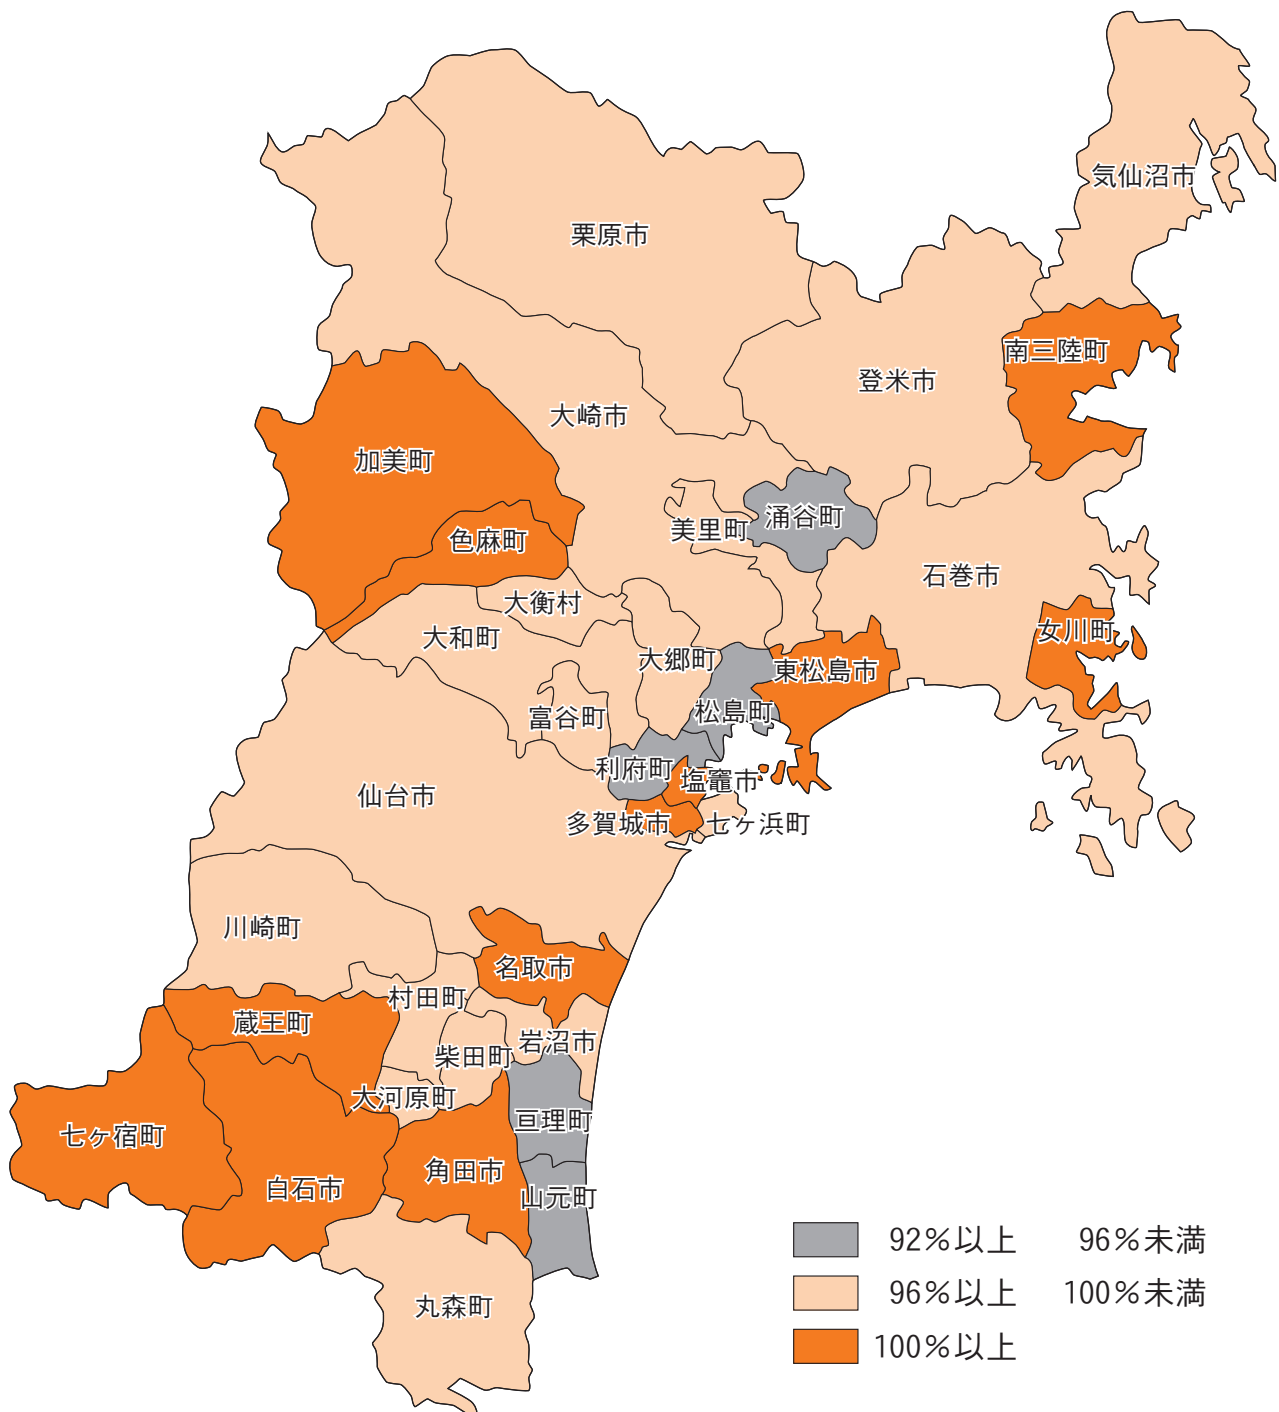 気仙沼市
栗原市
南三陸町
登米市
大崎市
加美町
涌谷町
美里町
色麻町
石巻市
大衡村
女川町
大和町
大郷町
東松島市
松島町
富谷町
利府町
塩竈市
仙台市
多賀城市
七ヶ浜町
川崎町
名取市
村田町
蔵王町
岩沼市
柴田町
大河原町
亘理町
七ヶ宿町
角田市
白石市
山元町
丸森町
92%以上 96%未満
96%以上 100%未満
100%以上